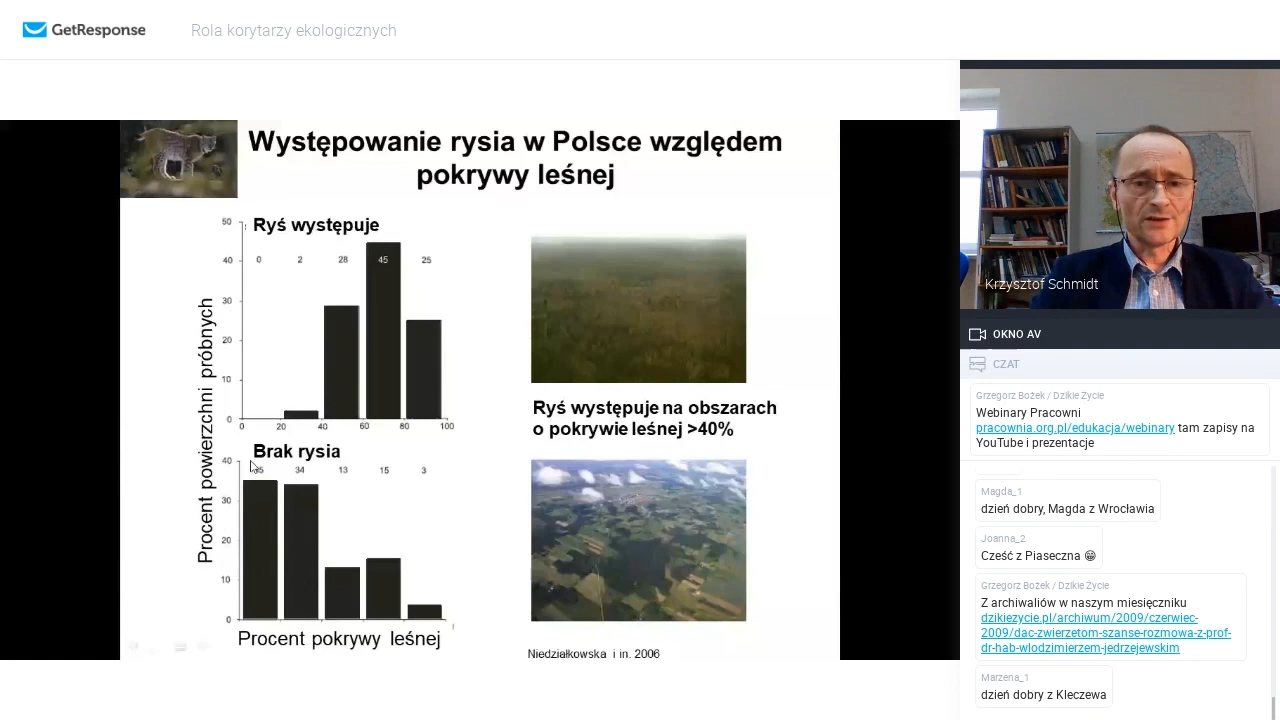 GetResponse
Rola korytarzy ekologicznych
Występowanie rysia w Polsce względem
pokrywy leśnej
Ryś występuje
50
40
30
20
10
0
0 2 28 45 25
0 20 40 60 80 100
Procent powierzchni próbnych
Brak rysia
40
30
20
10
0
35 34 13 15 3
Procent pokrywy leśnej
Ryś występuje na obszarach
o pokrywie leśnej >40%
Niedziałkowska i in. 2006
Krzysztof Schmidt
OKNO AV
CZAT
Grzegorz Bożek / Dzikie Życie
Webinary Pracowni
pracownia.org.pl/edukacja/webinary tam zapisy na
YouTube i prezentacje
Magda_1
dzień dobry, Magda z Wrocławia
Joanna_2
Cześć z Piaseczna 😁
Grzegorz Bożek / Dzikie Życie
Z archiwaliów w naszym miesięczniku
dzikiezycie.pl/archiwum/2009/czerwiec-
2009/dac-zwierzetom-szanse-rozmowa-z-prof-
dr-hab-wlodzimierzem-jedrzejewskim
Marzena_1
dzień dobry z Kleczewa